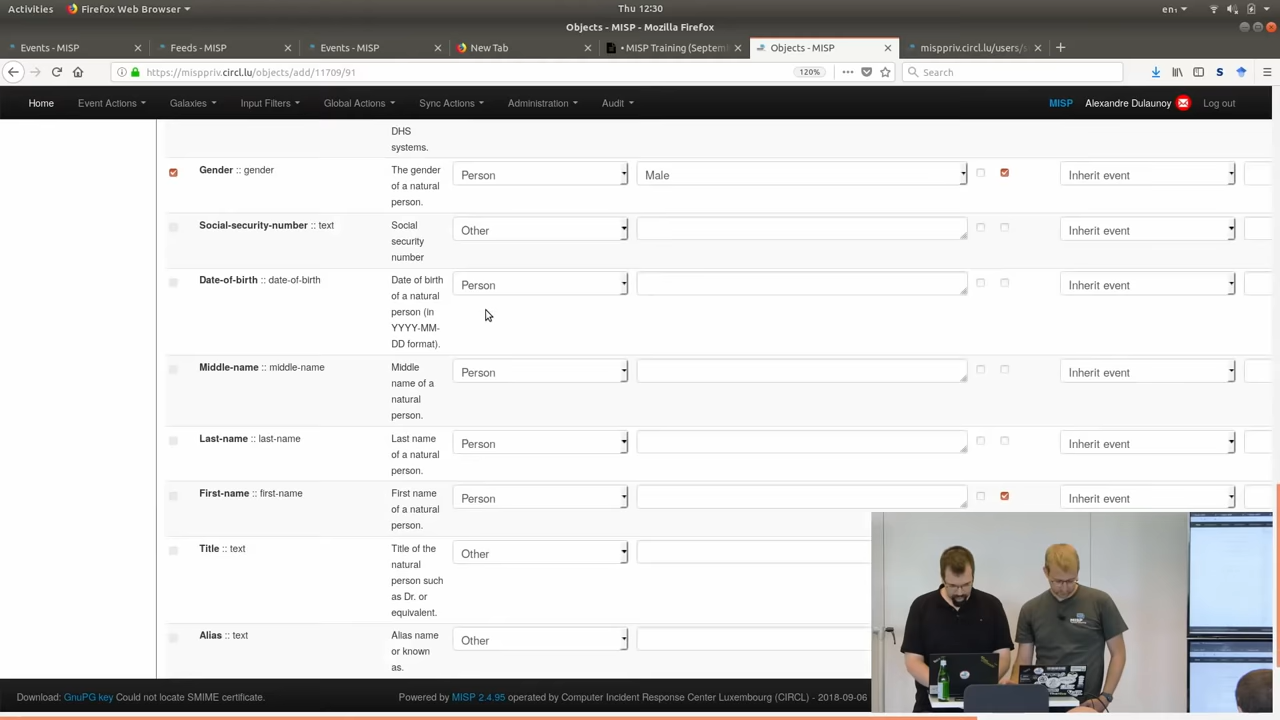 Activities Firefox Web Browser Thu 12:30 en
Objects - MISP - Mozilla Firefox
Events - MISP Feeds - MISP Events - MISP New Tab • MISP Training (Septem Objects - MISP misppriv.circl.lu/users/
https://misppriv.circl.lu/objects/add/11709/91 120% Search
Home Event Actions Galaxies Input Filters Global Actions Sync Actions Administration Audit MISP Alexandre Dulaunoy Log out
DHS
systems.
Gender :: gender The gender Person Male Inherit event
of a natural
person.
Social-security-number :: text Social Other Inherit event
security
number
Date-of-birth :: date-of-birth Date of birth Person Inherit event
of a natural
person (in
YYYY-MM-
DD format).
Middle-name :: middle-name Middle Person Inherit event
name of a
natural
person.
Last-name :: last-name Last name Person Inherit event
of a natural
person.
First-name :: first-name First name Person Inherit event
of a natural
person.
Title :: text Title of the Other
natural
person such
as Dr. or
equivalent.
Alias :: text Alias name Other
or known
as.
Download: GnuPG key Could not locate SMIME certificate. Powered by MISP 2.4.95 operated by Computer Incident Response Center Luxembourg (CIRCL) - 2018-09-06